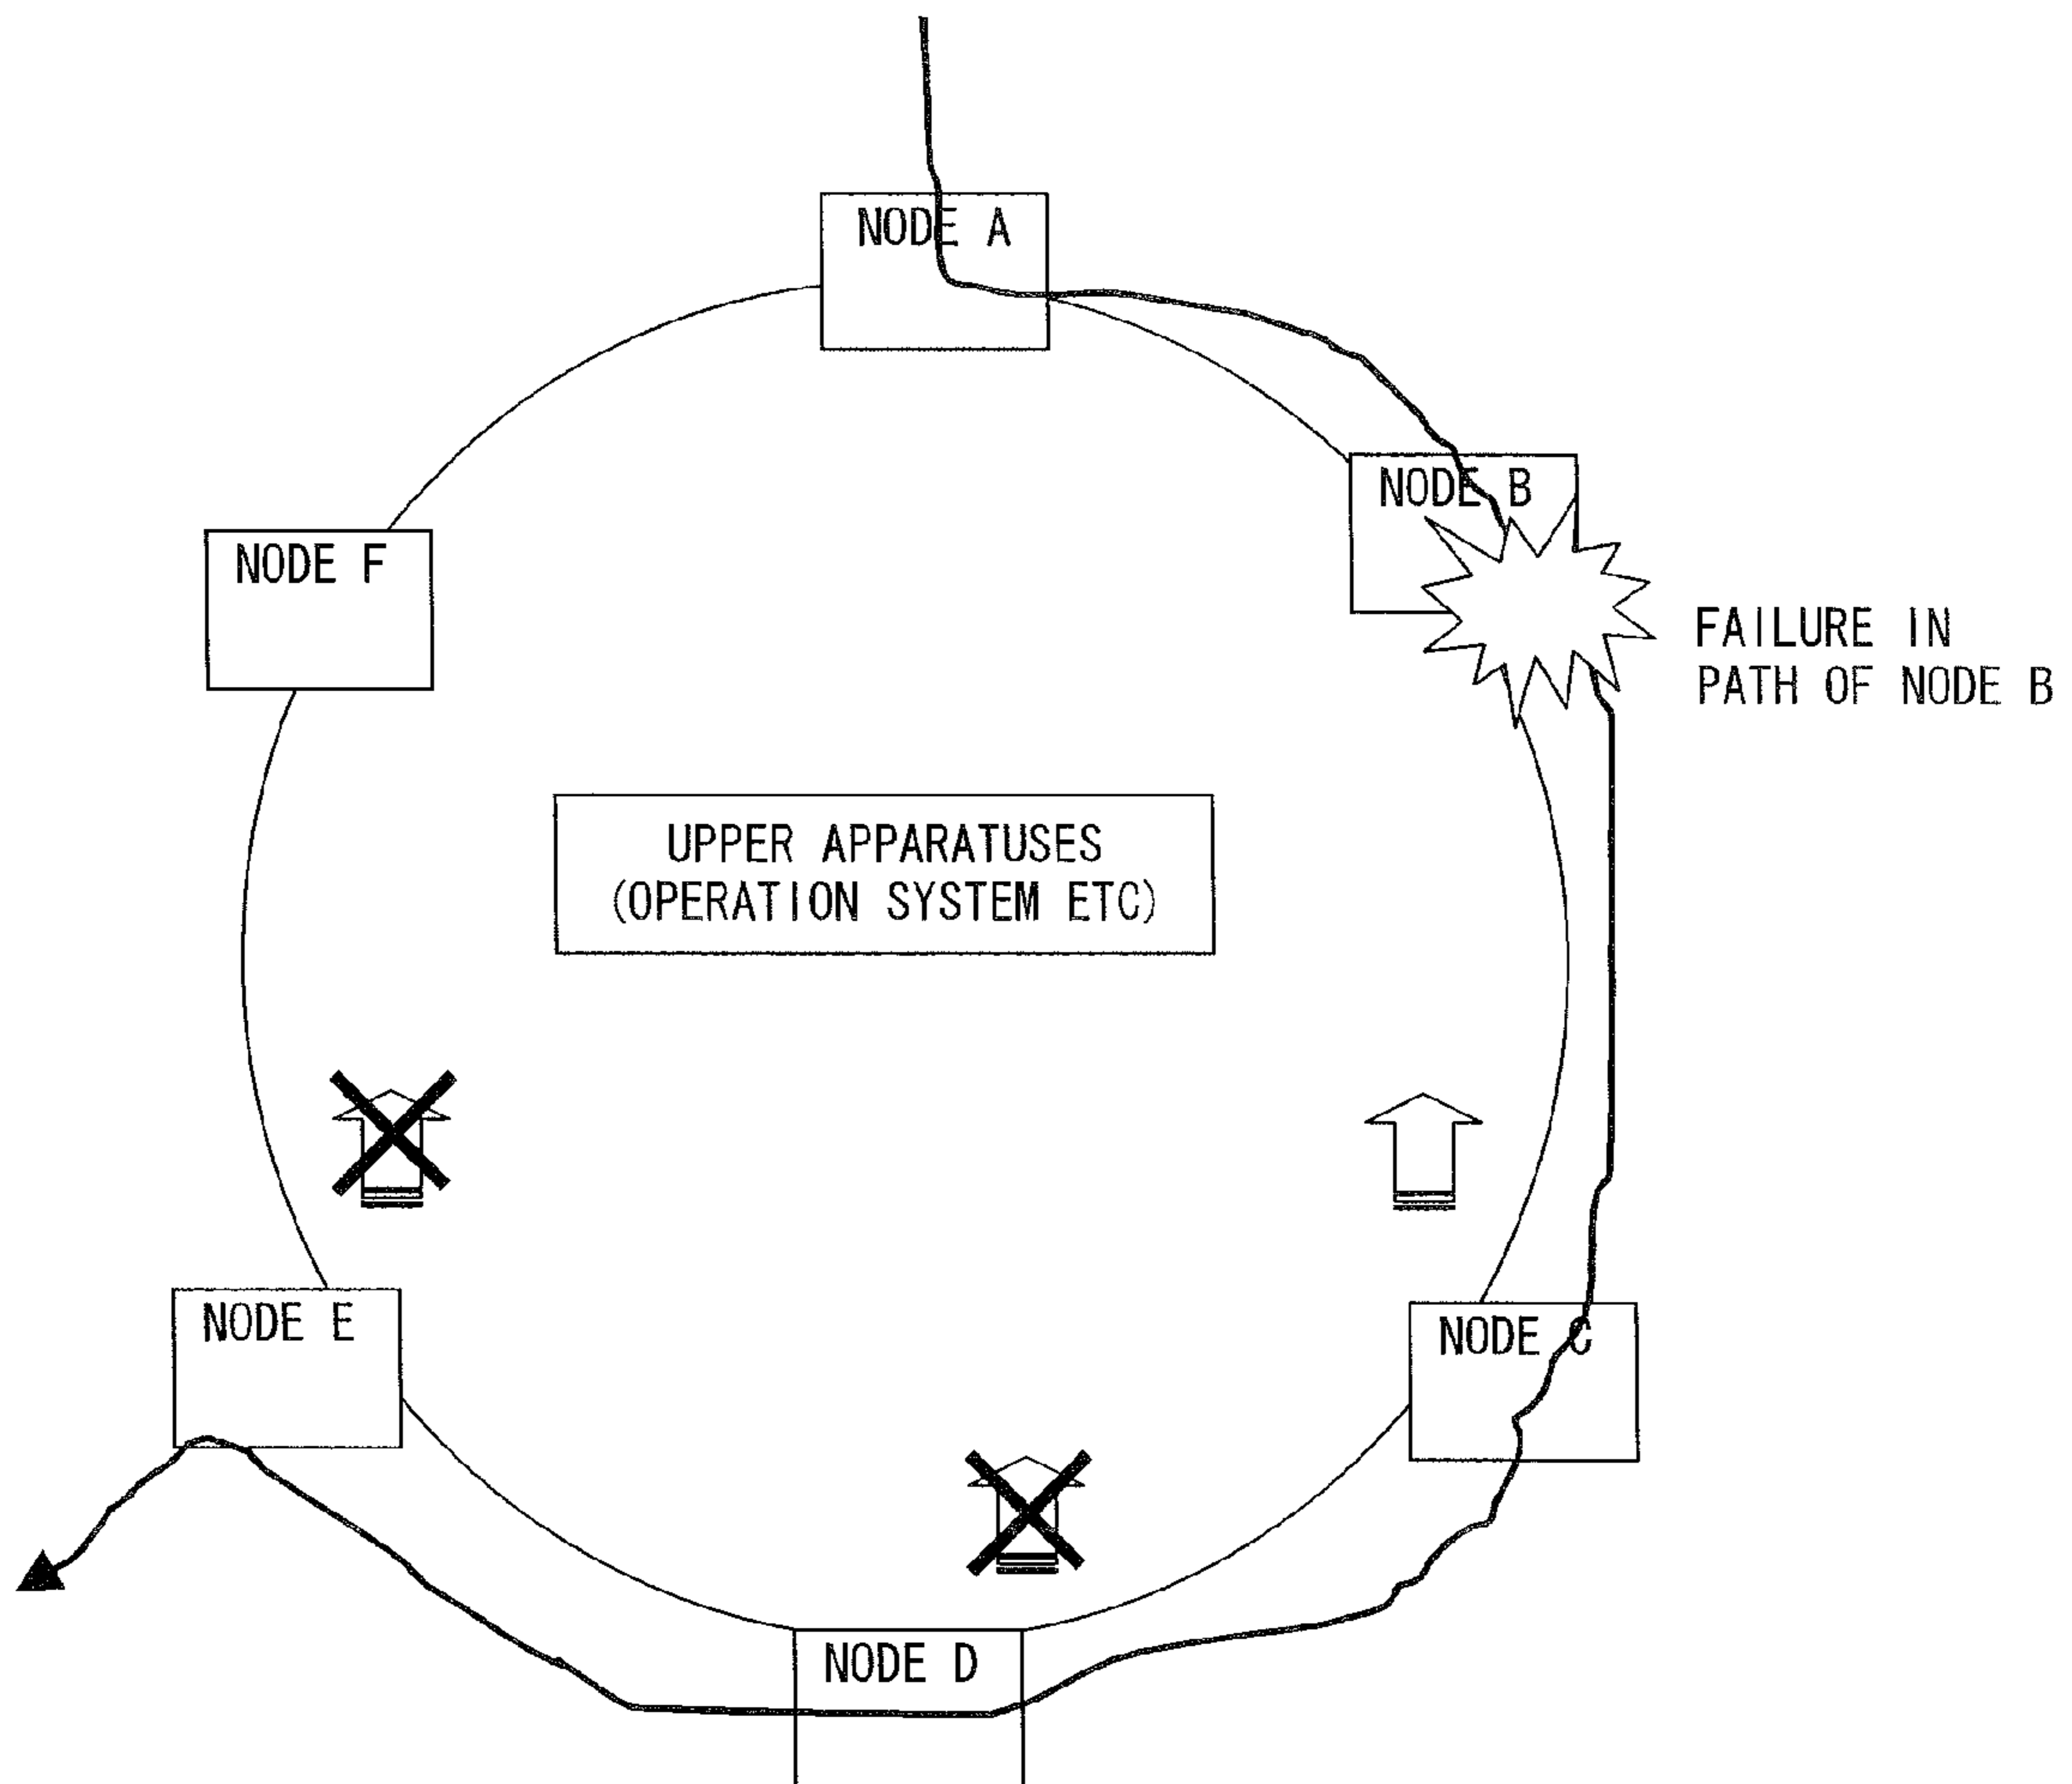 NODE A
NODE B
NODE F
FAILURE IN
PATH OF NODE B
UPPER APPARATUSES
(OPERATION SYSTEM ETC)
NODE E
NODE C
NODE D